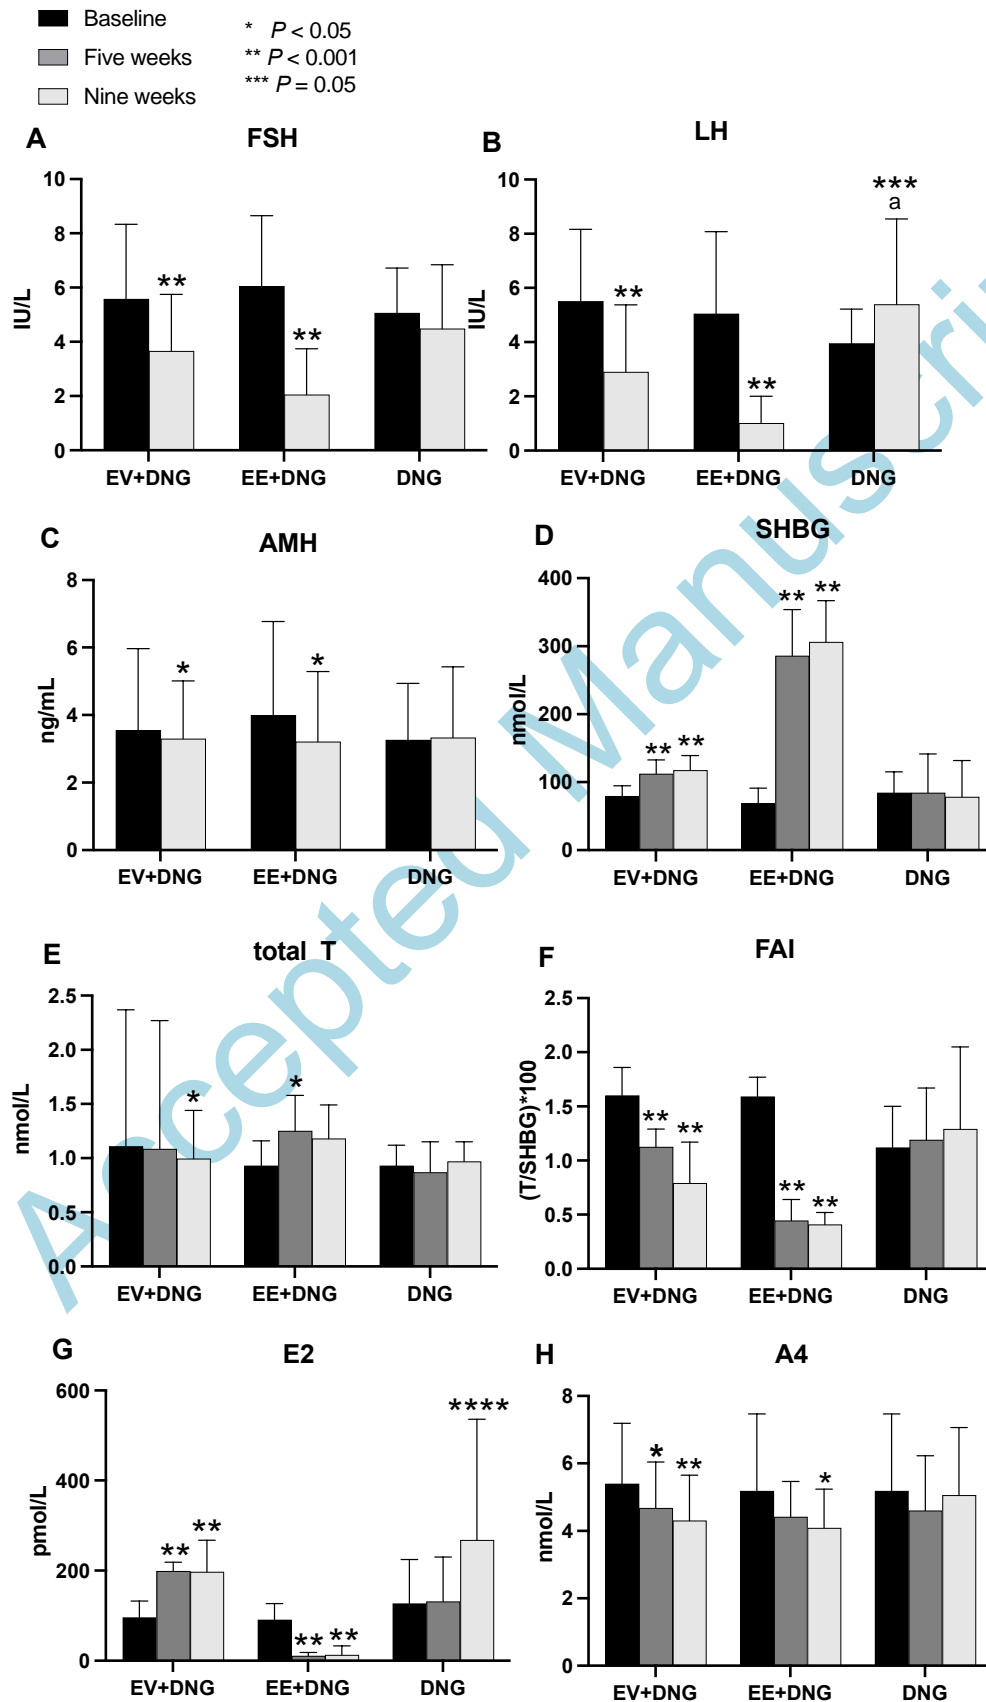 Baseline
Five weeks
Nine weeks
* P < 0.05
** P < 0.001
*** P = 0.05
A
FSH
IU/L
10
8
6
4
2
0
**
**
EV+DNG
EE+DNG
DNG
B
LH
IU/L
10
8
6
4
2
0
**
**
***
a
EV+DNG
EE+DNG
DNG
C
AMH
ng/mL
8
6
4
2
0
*
*
EV+DNG
EE+DNG
DNG
D
SHBG
nmol/L
400
300
200
100
0
** **
** **
EV+DNG
EE+DNG
DNG
E
total T
nmol/L
2.5
2.0
1.5
1.0
0.5
0.0
*
*
EV+DNG
EE+DNG
DNG
F
FAI
(T/SHBG)*100
2.5
2.0
1.5
1.0
0.5
0.0
** **
** **
EV+DNG
EE+DNG
DNG
G
E2
pmol/L
600
400
200
0
** **
** **
****
EV+DNG
EE+DNG
DNG
H
A4
nmol/L
8
6
4
2
0
* **
*
EV+DNG
EE+DNG
DNG
Accepted Manuscri